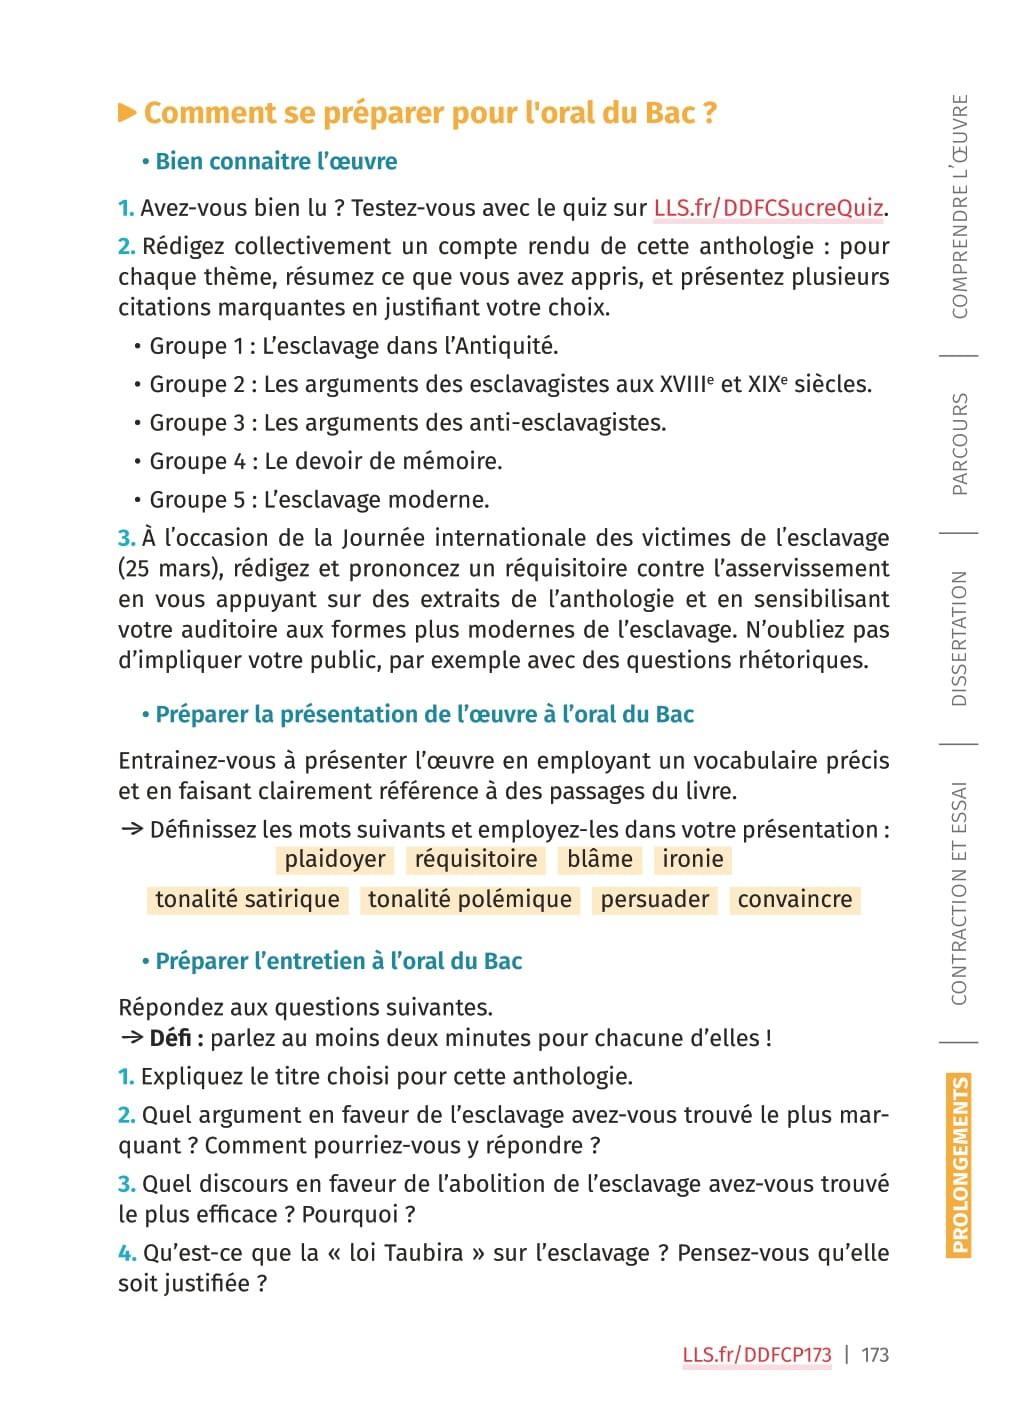 ▶ Comment se préparer pour l'oral du Bac ?
• Bien connaitre l’œuvre
1. Avez-vous bien lu ? Testez-vous avec le quiz sur LLS.fr/DDFCSucreQuiz.
2. Rédigez collectivement un compte rendu de cette anthologie : pour
chaque thème, résumez ce que vous avez appris, et présentez plusieurs
citations marquantes en justifiant votre choix.
• Groupe 1 : L’esclavage dans l’Antiquité.
• Groupe 2 : Les arguments des esclavagistes aux XVIIIᵉ et XIXᵉ siècles.
• Groupe 3 : Les arguments des anti-esclavagistes.
• Groupe 4 : Le devoir de mémoire.
• Groupe 5 : L’esclavage moderne.
3. À l’occasion de la Journée internationale des victimes de l’esclavage
(25 mars), rédigez et prononcez un réquisitoire contre l’asservissement
en vous appuyant sur des extraits de l’anthologie et en sensibilisant
votre auditoire aux formes plus modernes de l’esclavage. N’oubliez pas
d’impliquer votre public, par exemple avec des questions rhétoriques.
• Préparer la présentation de l’œuvre à l’oral du Bac
Entrainez-vous à présenter l’œuvre en employant un vocabulaire précis
et en faisant clairement référence à des passages du livre.
→ Définissez les mots suivants et employez-les dans votre présentation :
plaidoyer réquisitoire blâme ironie
tonalité satirique tonalité polémique persuader convaincre
• Préparer l’entretien à l’oral du Bac
Répondez aux questions suivantes.
→ Défi : parlez au moins deux minutes pour chacune d’elles !
1. Expliquez le titre choisi pour cette anthologie.
2. Quel argument en faveur de l’esclavage avez-vous trouvé le plus mar-
quant ? Comment pourriez-vous y répondre ?
3. Quel discours en faveur de l’abolition de l’esclavage avez-vous trouvé
le plus efficace ? Pourquoi ?
4. Qu’est-ce que la « loi Taubira » sur l’esclavage ? Pensez-vous qu’elle
soit justifiée ?
LLS.fr/DDFCP173 | 173
COMPRENDRE L’ŒUVRE
PARCOURS
DISSERTATION
CONTRACTION ET ESSAI
PROLONGEMENTS